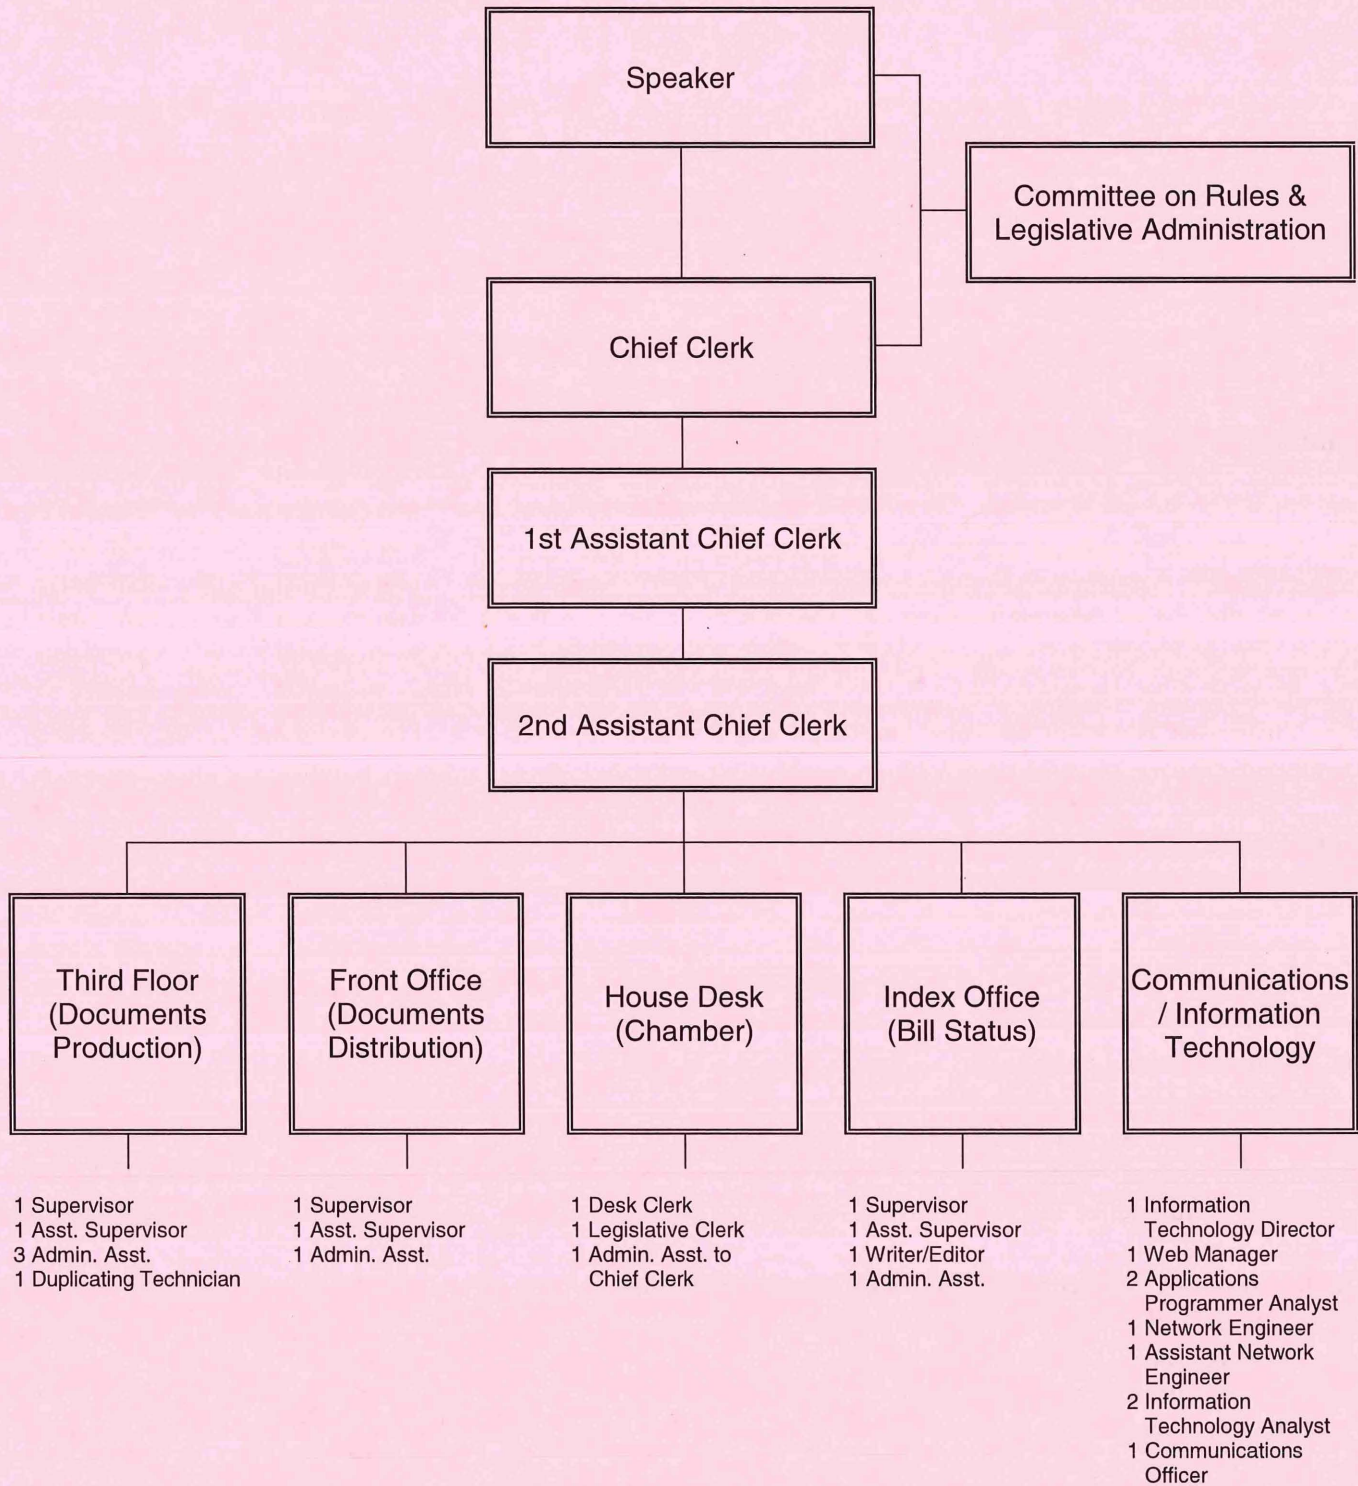 Speaker
Committee on Rules &
Legislative Administration
Chief Clerk
1st Assistant Chief Clerk
2nd Assistant Chief Clerk
Third Floor
(Documents
Production)
Front Office
(Documents
Distribution)
House Desk
(Chamber)
Index Office
(Bill Status)
Communications
/ Information
Technology
1 Supervisor
1 Asst. Supervisor
3 Admin. Asst.
1 Duplicating Technician
1 Supervisor
1 Asst. Supervisor
1 Admin. Asst.
1 Desk Clerk
1 Legislative Clerk
1 Admin. Asst. to
Chief Clerk
1 Supervisor
1 Asst. Supervisor
1 Writer/Editor
1 Admin. Asst.
1 Information
Technology Director
1 Web Manager
2 Applications
Programmer Analyst
1 Network Engineer
1 Assistant Network
Engineer
2 Information
Technology Analyst
1 Communications
Officer